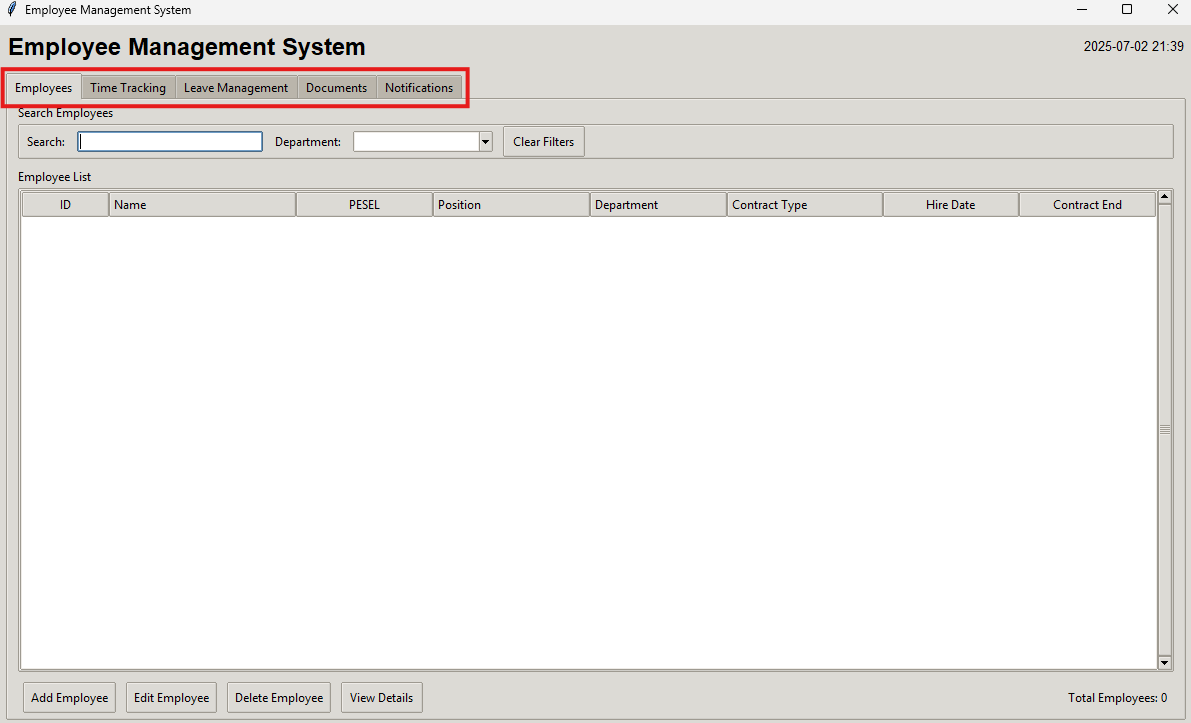 Employee Management System
Employee Management System 2025-07-02 21:39
Employees Time Tracking Leave Management Documents Notifications
Search Employees
Search: Department: Clear Filters
Employee List
ID Name PESEL Position Department Contract Type Hire Date Contract End
Add Employee Edit Employee Delete Employee View Details Total Employees: 0